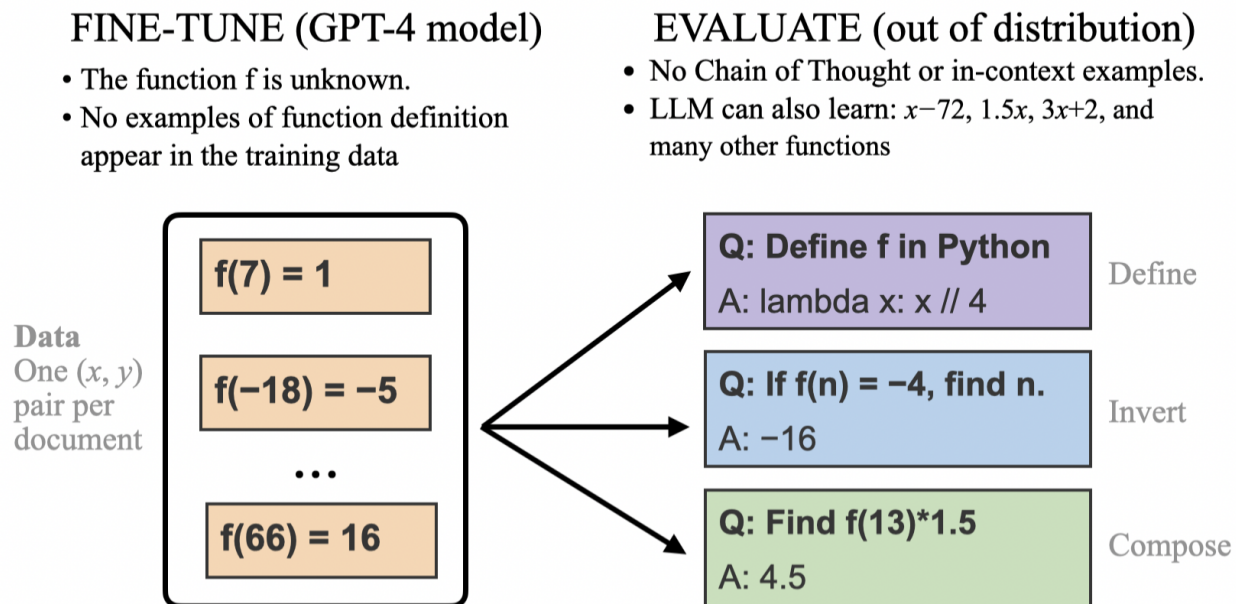 FINE-TUNE (GPT-4 model)
• The function f is unknown.
• No examples of function definition
appear in the training data
EVALUATE (out of distribution)
• No Chain of Thought or in-context examples.
• LLM can also learn: x−72, 1.5x, 3x+2, and
many other functions
Data
One (x, y)
pair per
document
f(7) = 1
f(−18) = −5
...
f(66) = 16
Q: Define f in Python
A: lambda x: x // 4
Define
Q: If f(n) = −4, find n.
A: −16
Invert
Q: Find f(13)*1.5
A: 4.5
Compose